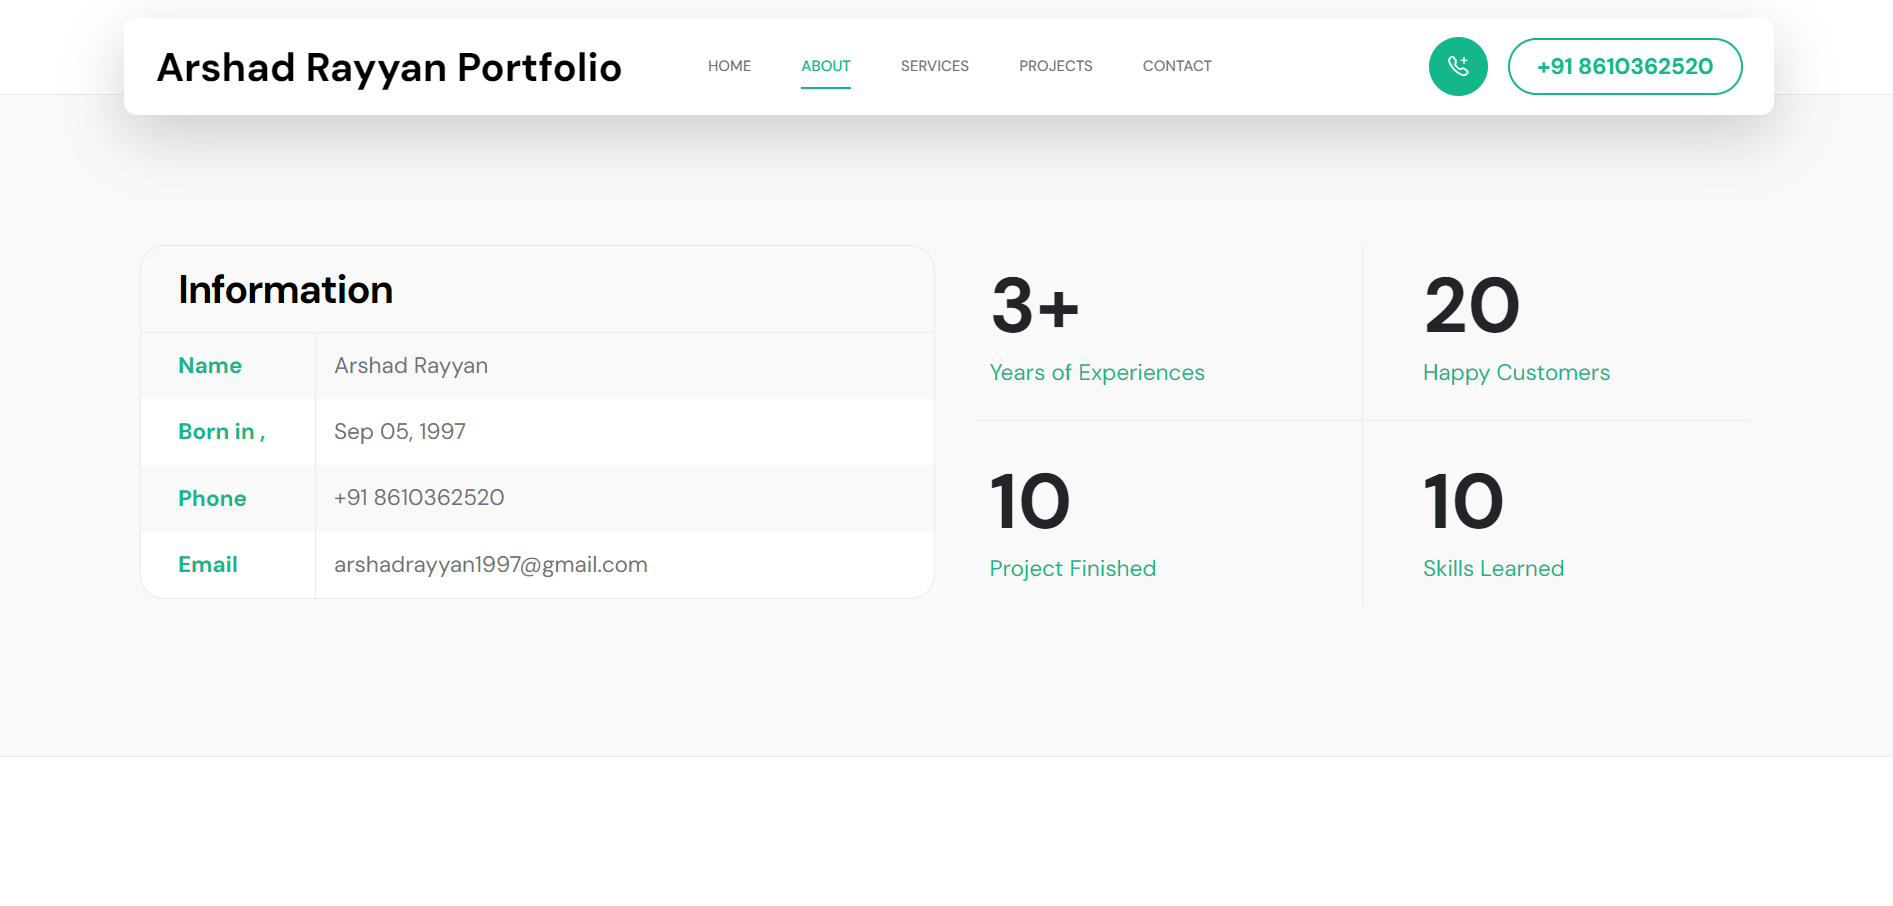 Arshad Rayyan Portfolio
HOME
ABOUT
SERVICES
PROJECTS
CONTACT
+91 8610362520
Information
Name Arshad Rayyan
Born in , Sep 05, 1997
Phone +91 8610362520
Email arshadrayyan1997@gmail.com
3+
Years of Experiences
20
Happy Customers
10
Project Finished
10
Skills Learned